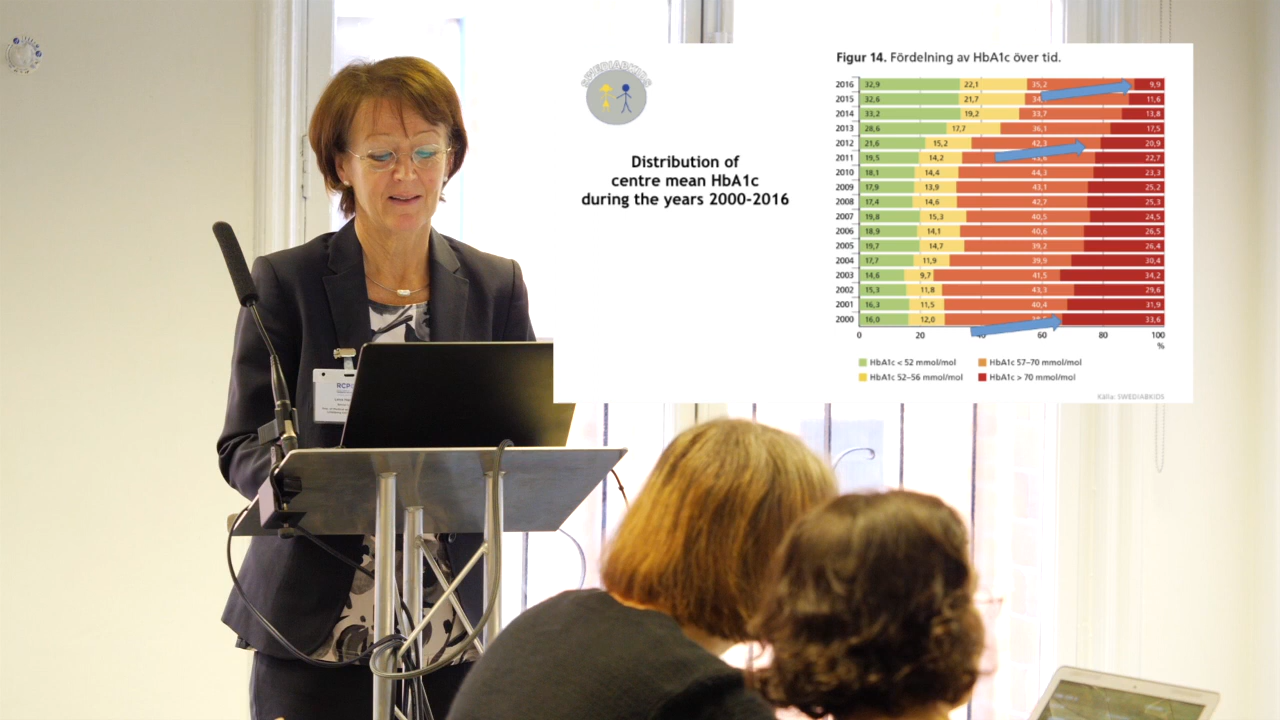 SWEDIABKIDS
Distribution of
centre mean HbA1c
during the years 2000-2016
Figur 14. Fördelning av HbA1c över tid.
2016 32,9 22,1 35,2 9,9
2015 32,6 21,7 11,6
2014 33,2 19,2 33,7 13,8
2013 28,6 17,7 36,1 17,5
2012 21,6 15,2 42,3 20,9
2011 19,5 14,2 22,7
2010 18,1 14,4 44,3 23,3
2009 17,9 13,9 43,1 25,2
2008 17,4 14,6 42,7 25,3
2007 19,8 15,3 40,5 24,5
2006 18,9 14,1 40,6 26,5
2005 19,7 14,7 39,2 26,4
2004 17,7 11,9 39,9 30,4
2003 14,6 9,7 41,5 34,2
2002 15,3 11,8 43,3 29,6
2001 16,3 11,5 40,4 31,9
2000 16,0 12,0 33,6
0 20 40 60 80 100
%
HbA1c < 52 mmol/mol HbA1c 57–70 mmol/mol
HbA1c 52–56 mmol/mol HbA1c > 70 mmol/mol
Källa: SWEDIABKIDS
RCP